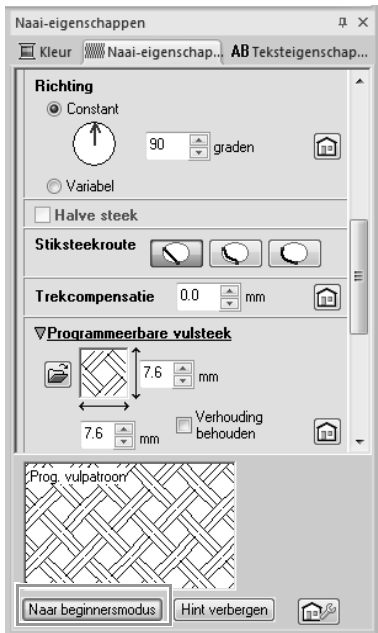 Naai-eigenschappen
Kleur Naai-eigenschap... AB Teksteigenschap...
Richting
Constant
90 graden
Variabel
Halve steek
Stiksteekroute
Trekcompensatie 0.0 mm
Programmeerbare vulsteek
7.6 mm
7.6 mm Verhouding behouden
Prog. vulpatroon
Naar beginnersmodus Hint verbergen